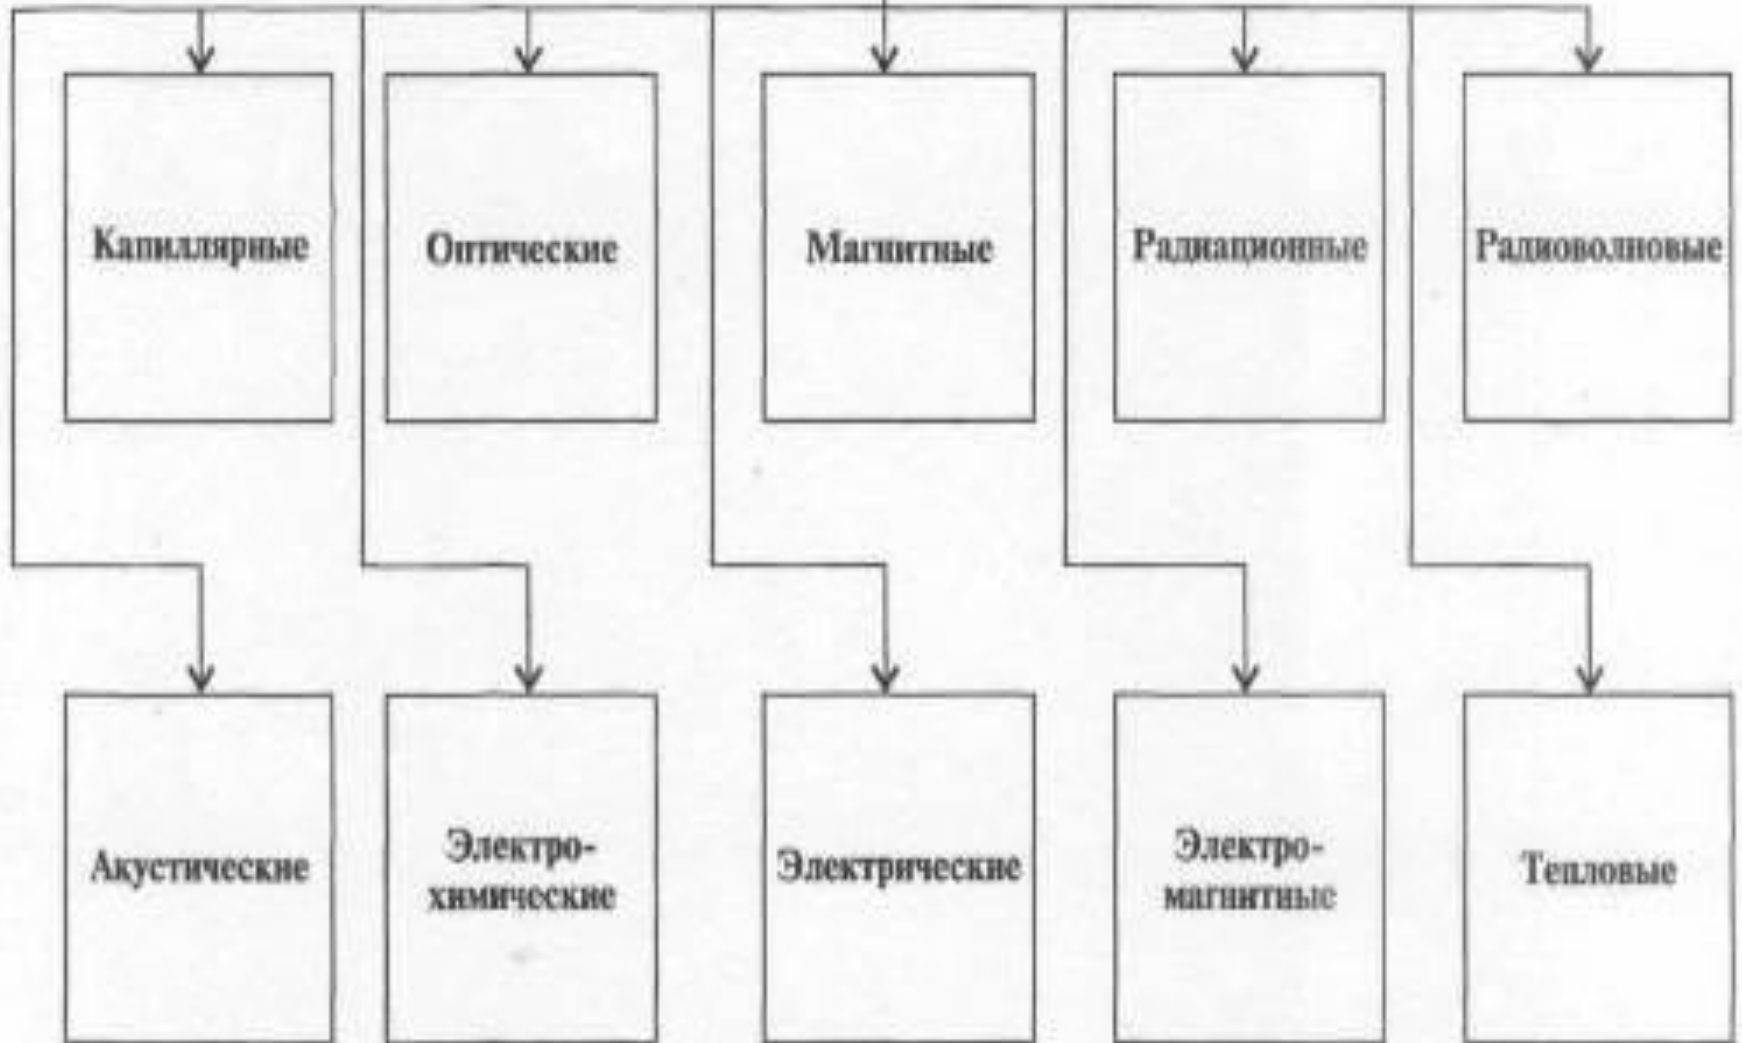 Капиллярные
Оптические
Магнитные
Радиационные
Радиоволновые
Акустические
Электро-
химические
Электрические
Электро-
магнитные
Тепловые